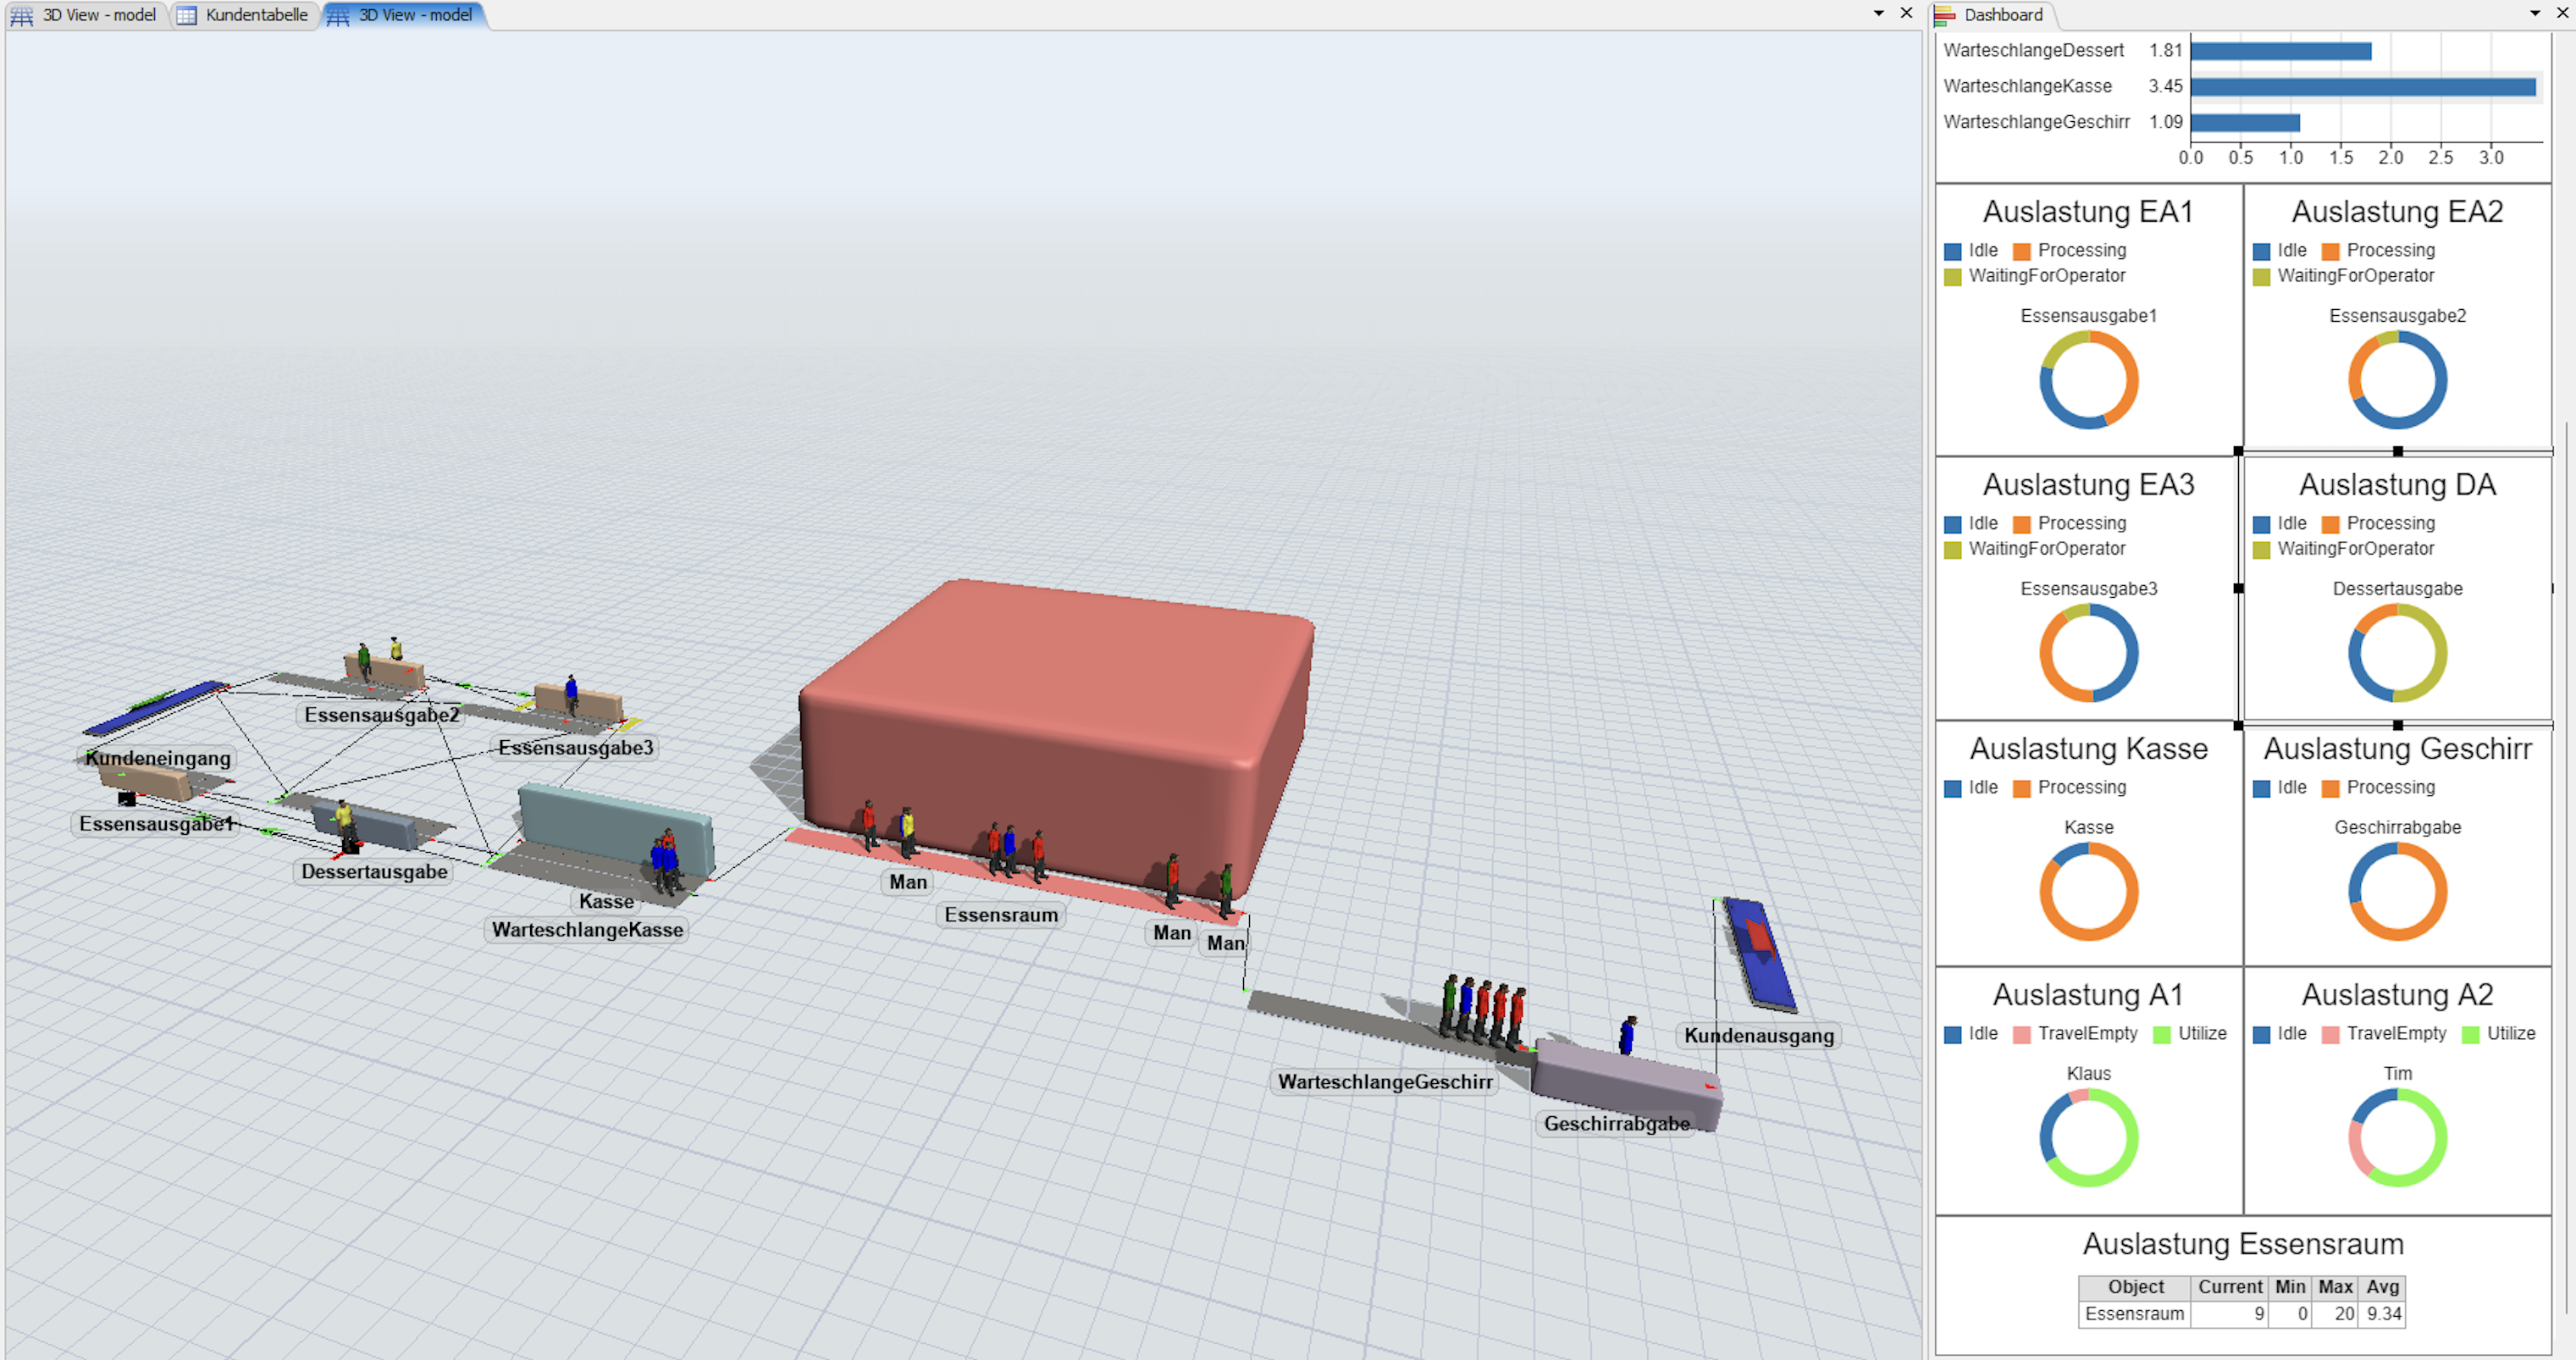 3D View - model
Kundentabelle
3D View - model
Dashboard
WarteschlangeDessert 1.81
WarteschlangeKasse 3.45
WarteschlangeGeschirr 1.09
0.0 0.5 1.0 1.5 2.0 2.5 3.0
Auslastung EA1
Idle Processing
WaitingForOperator
Essensausgabe1
Auslastung EA2
Idle Processing
WaitingForOperator
Essensausgabe2
Auslastung EA3
Idle Processing
WaitingForOperator
Essensausgabe3
Auslastung DA
Idle Processing
WaitingForOperator
Dessertausgabe
Auslastung Kasse
Idle Processing
Kasse
Auslastung Geschirr
Idle Processing
Geschirrabgabe
Auslastung A1
Idle TravelEmpty Utilize
Klaus
Auslastung A2
Idle TravelEmpty Utilize
Tim
Auslastung Essensraum
Object Current Min Max Avg
Essensraum 9 0 20 9.34
Essensausgabe2
Essensausgabe3
Kundeneingang
Essensausgabe1
Dessertausgabe
Kasse
WarteschlangeKasse
Man
Essensraum
Man
Man
Kundenausgang
WarteschlangeGeschirr
Geschirrabgabe